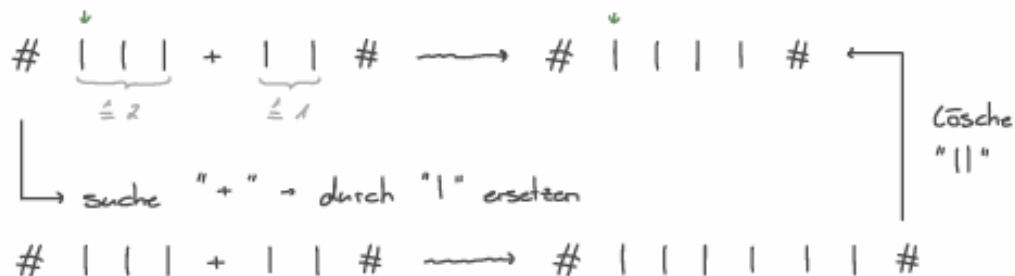 # | | | + | | # → # | | | | #
≙ 2 ≙ 1
Lösche
"||"
suche "+" → durch "|" ersetzen
# | | | + | | # → # | | | | | | #